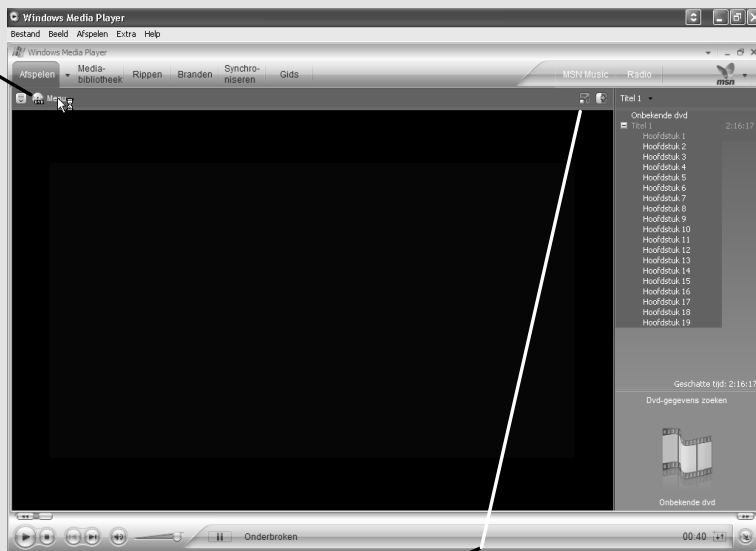 Windows Media Player
Bestand Beeld Afspelen Extra Help
Windows Media Player
Afspelen
Media-
bibliotheek
Rippen
Branden
Synchro-
niseren
Gids
MSN Music
Radio
msn
Menu
Titel 1
Onbekende dvd
Titel 1 2:16:17
Hoofdstuk 1
Hoofdstuk 2
Hoofdstuk 3
Hoofdstuk 4
Hoofdstuk 5
Hoofdstuk 6
Hoofdstuk 7
Hoofdstuk 8
Hoofdstuk 9
Hoofdstuk 10
Hoofdstuk 11
Hoofdstuk 12
Hoofdstuk 13
Hoofdstuk 14
Hoofdstuk 15
Hoofdstuk 16
Hoofdstuk 17
Hoofdstuk 18
Hoofdstuk 19
Geschatte tijd: 2:16:17
Dvd-gegevens zoeken
Onbekende dvd
Onderbroken
00:40